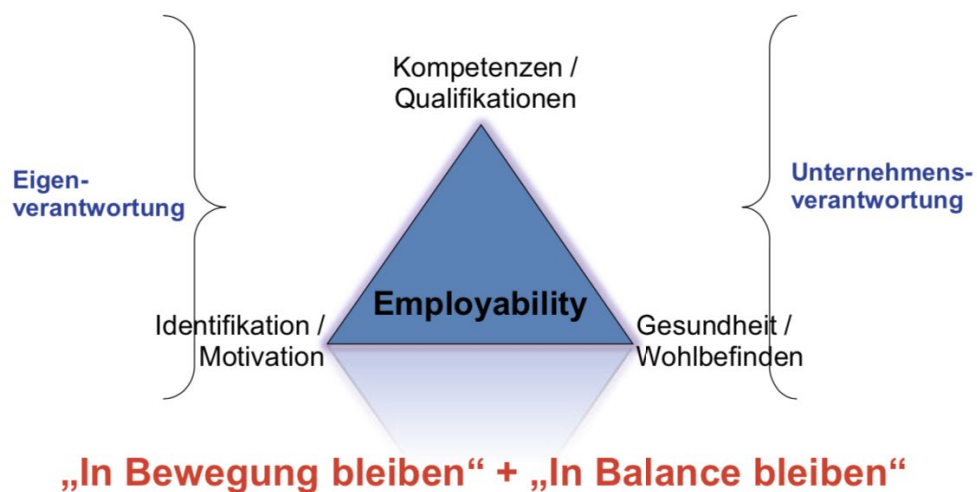 Kompetenzen /
Qualifikationen
Eigen-
verantwortung
Unternehmens-
verantwortung
Employability
Identifikation /
Motivation
Gesundheit /
Wohlbefinden
„In Bewegung bleiben“ + „In Balance bleiben“